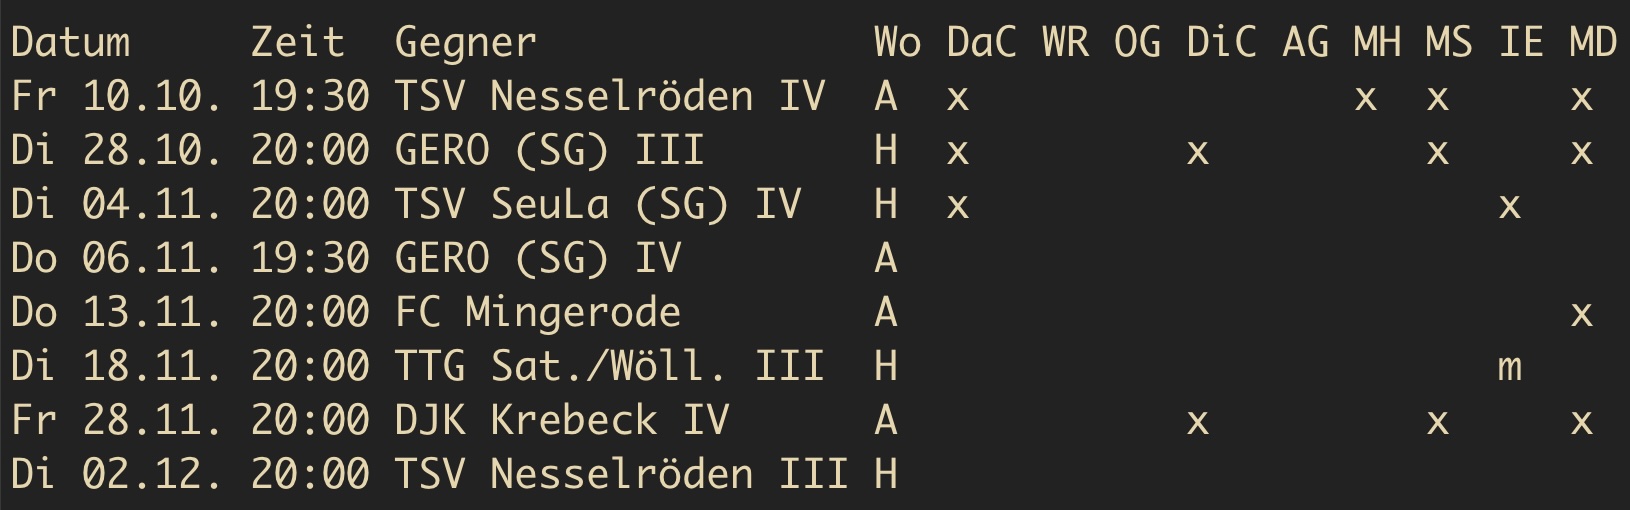 Datum     Zeit  Gegner              Wo DaC WR OG DiC AG MH MS IE MD
Fr 10.10. 19:30 TSV Nesselröden IV  A  x                x  x     x
Di 28.10. 20:00 GERO (SG) III       H  x         x         x     x
Di 04.11. 20:00 TSV SeuLa (SG) IV   H  x                      x
Do 06.11. 19:30 GERO (SG) IV        A
Do 13.11. 20:00 FC Mingerode        A                            x
Di 18.11. 20:00 TTG Sat./Wöll. III  H                         m
Fr 28.11. 20:00 DJK Krebeck IV      A            x         x     x
Di 02.12. 20:00 TSV Nesselröden III H